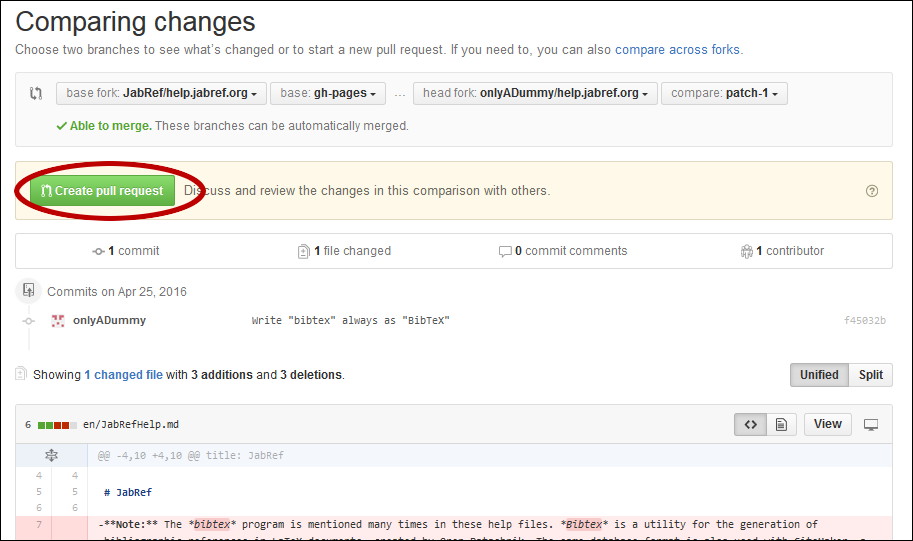 Comparing changes
Choose two branches to see what's changed or to start a new pull request. If you need to, you can also compare across forks.
base fork: JabRef/help.jabref.org base: gh-pages ... head fork: onlyADummy/help.jabref.org compare: patch-1
Able to merge. These branches can be automatically merged.
Create pull request Discuss and review the changes in this comparison with others.
1 commit 1 file changed 0 commit comments 1 contributor
Commits on Apr 25, 2016
onlyADummy Write "bibtex" always as "BibTeX" f45032b
Showing 1 changed file with 3 additions and 3 deletions. Unified Split
6 en/JabRefHelp.md <> View
@@ -4,10 +4,10 @@ title: JabRef
4 4
5 5 # JabRef
6 6
7 -**Note:** The *bibtex* program is mentioned many times in these help files. *Bibtex* is a utility for the generation of